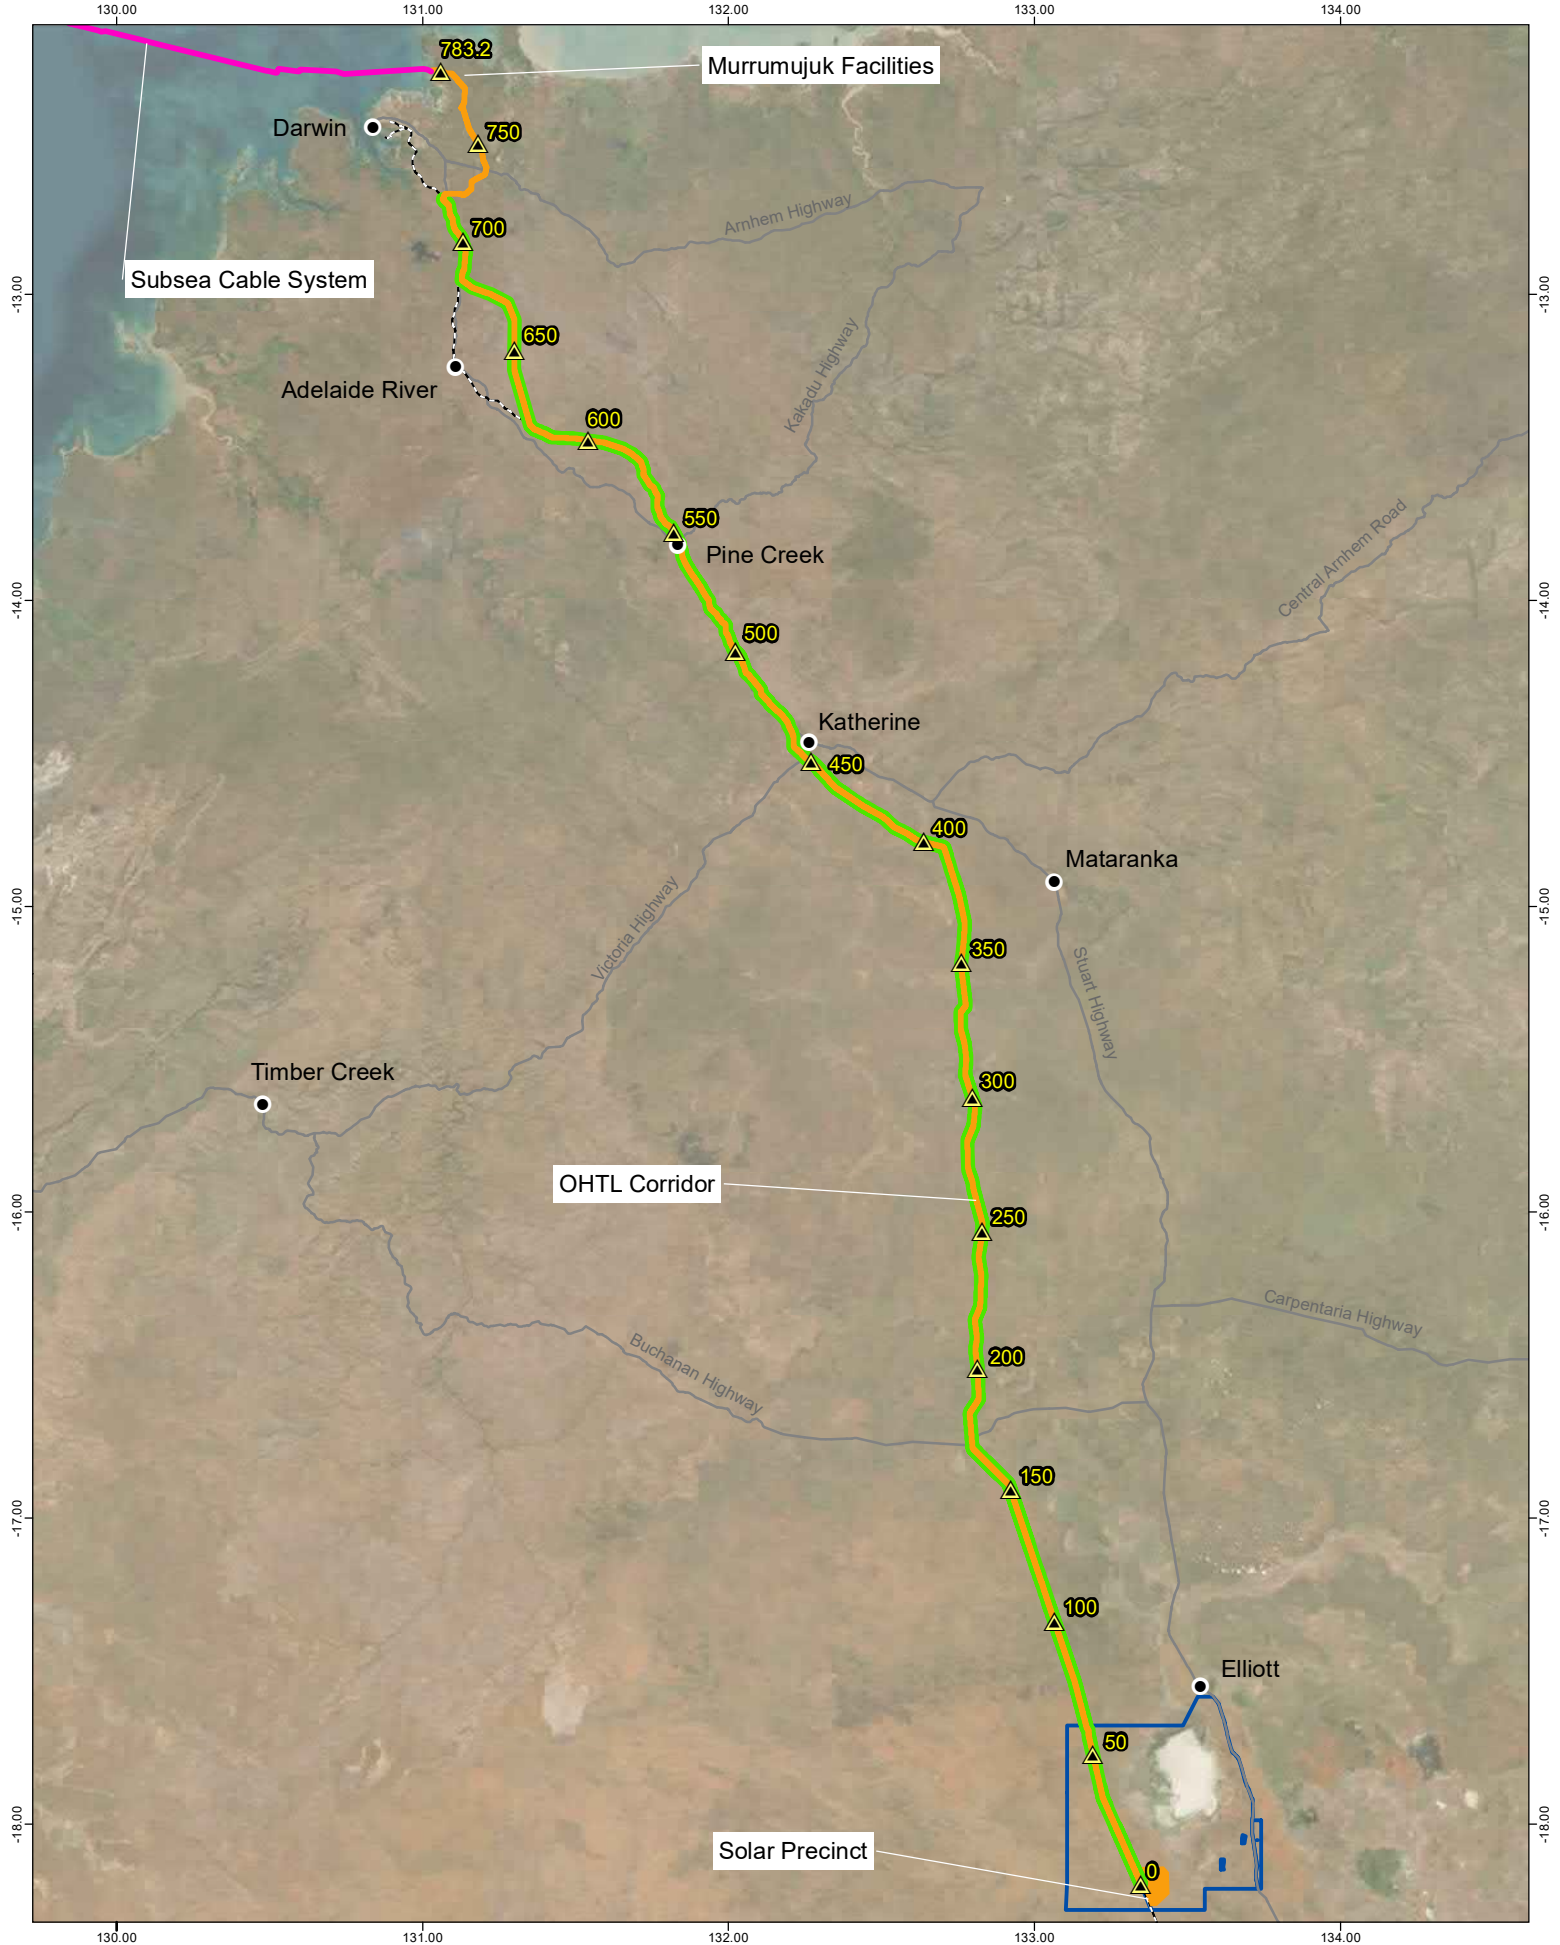 130.00
131.00
132.00
133.00
134.00
783.2
Murrumujuk Facilities
Darwin
750
Arnhem Highway
700
Subsea Cable System
-13.00
-13.00
650
Kakadu Highway
Adelaide River
600
550
Pine Creek
Central Arnhem Road
-14.00
-14.00
500
Katherine
450
400
Mataranka
-15.00
-15.00
Victoria Highway
350
Stuart Highway
Timber Creek
300
OHTL Corridor
-16.00
-16.00
250
Carpentaria Highway
Buchanan Highway
200
150
-17.00
-17.00
100
Elliott
50
-18.00
-18.00
Solar Precinct
0
130.00
131.00
132.00
133.00
134.00